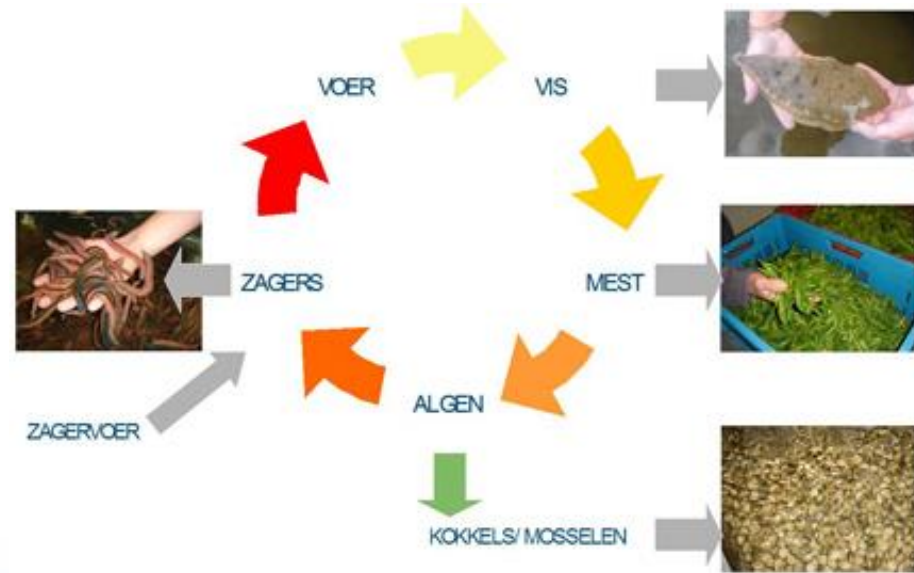 VOER
VIS
ZAGERS
MEST
ALGEN
ZAGERVOER
KOKKELS/ MOSSELEN